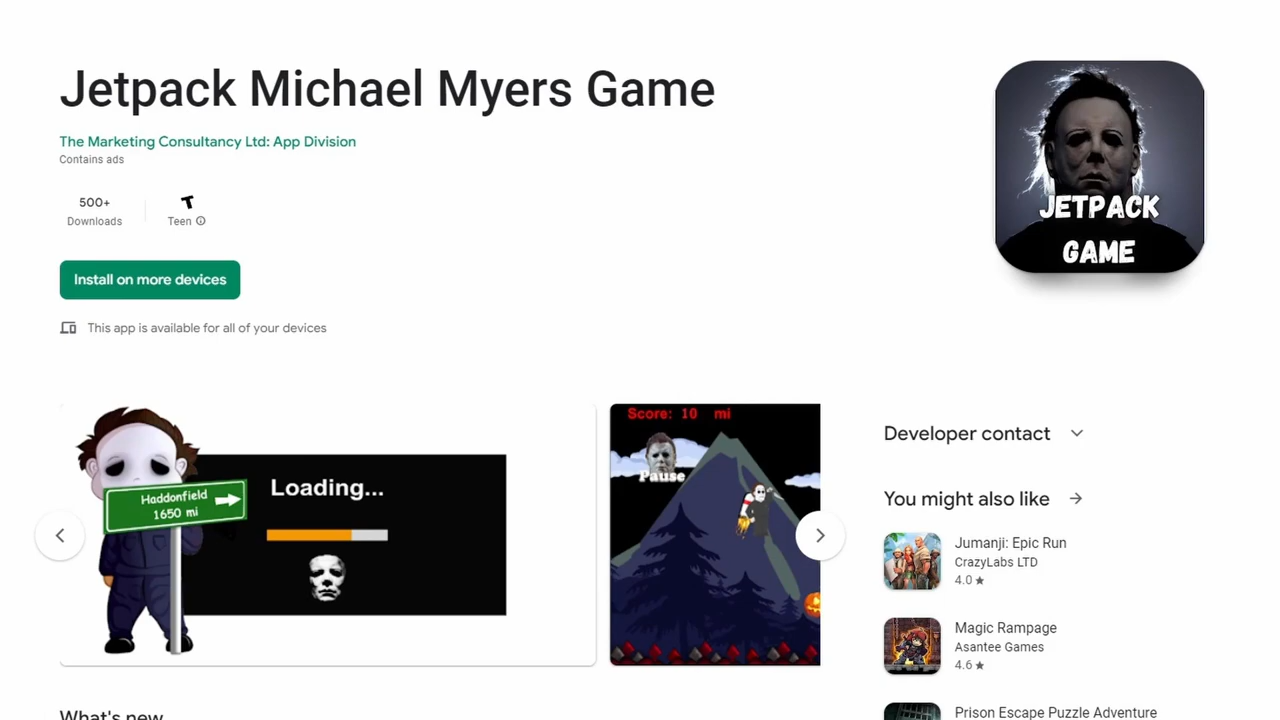 Jetpack Michael Myers Game
The Marketing Consultancy Ltd: App Division
Contains ads
500+
Downloads
T
Teen
Install on more devices
This app is available for all of your devices
JETPACK
GAME
Haddonfield
1650 mi
Loading...
Score: 10 mi
Pause
Developer contact
You might also like
Jumanji: Epic Run
CrazyLabs LTD
4.0
Magic Rampage
Asantee Games
4.6
Prison Escape Puzzle Adventure
What's new